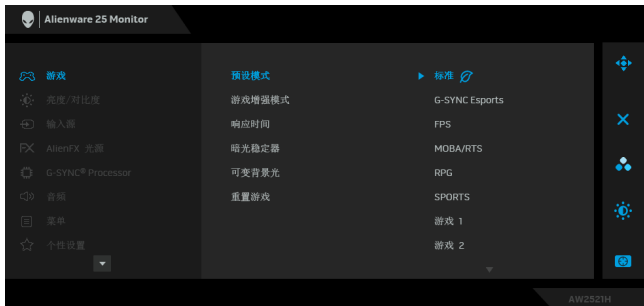 Alienware 25 Monitor
游戏 预设模式 标准
亮度/对比度 游戏增强模式 G-SYNC Esports
输入源 响应时间 FPS
AlienFX 光源 暗光稳定器 MOBA/RTS
G-SYNC® Processor 可变背景光 RPG
音频 重置游戏 SPORTS
菜单 游戏 1
个性设置 游戏 2
AW2521H